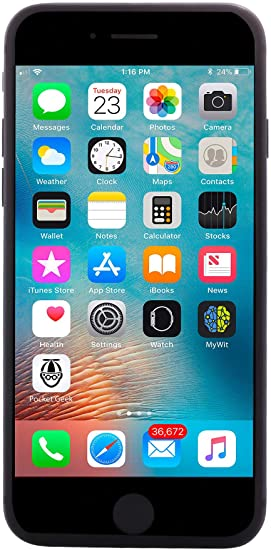 1:16 PM 24%
Tuesday
23
280
Messages Calendar Photos Camera
Weather Clock Maps Contacts
Wallet Notes Calculator Stocks
iTunes Store App Store iBooks News
Health Settings Watch MyWit
Pocket Geek
36,672